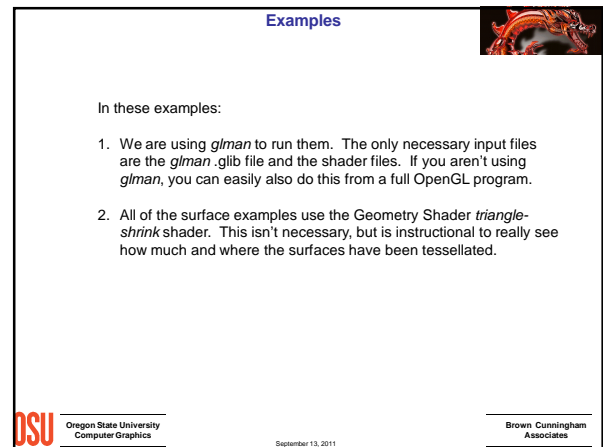 Examples
In these examples:
1. We are using glman to run them. The only necessary input files
are the glman .glib file and the shader files. If you aren't using
glman, you can easily also do this from a full OpenGL program.
2. All of the surface examples use the Geometry Shader triangle-
shrink shader. This isn't necessary, but is instructional to really see
how much and where the surfaces have been tessellated.
OSU
Oregon State University
Computer Graphics
September 13, 2011
Brown Cunningham
Associates